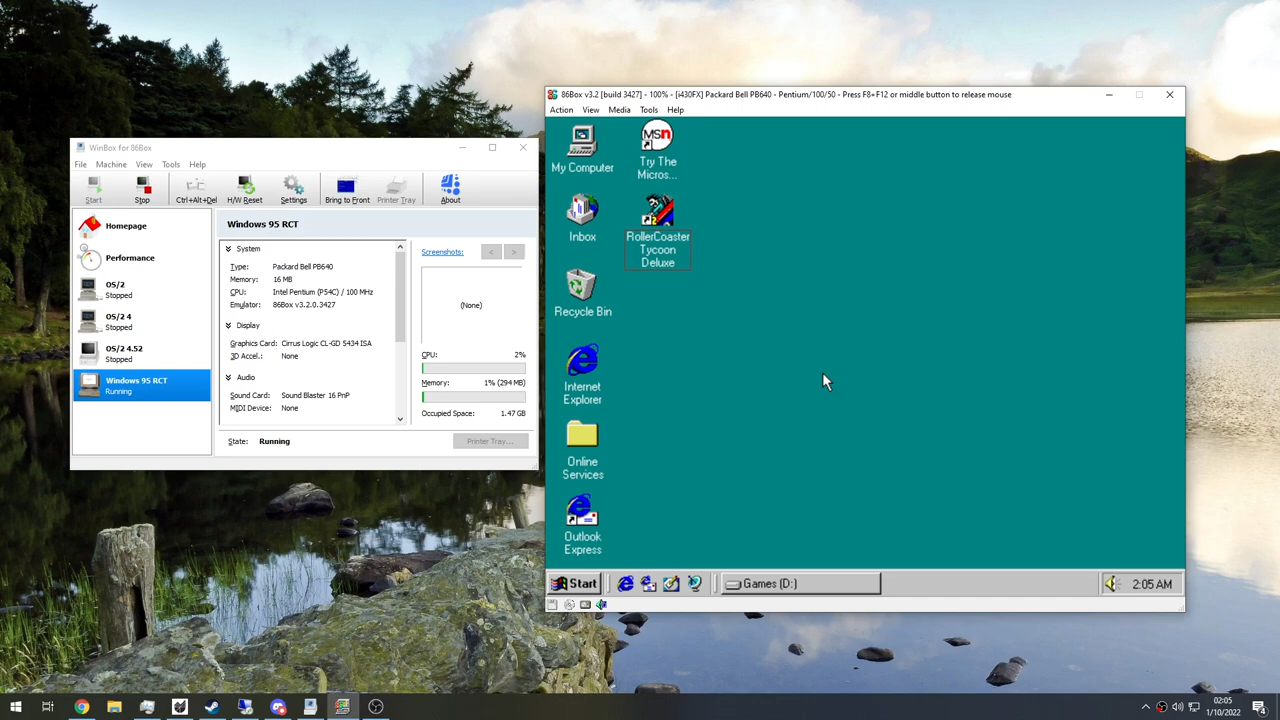 WinBox for 86Box
File Machine View Tools Help
Start Stop Ctrl+Alt+Del H/W Reset Settings Bring to Front Printer Tray About
Homepage
Performance
OS/2
Stopped
OS/2 4
Stopped
OS/2 4.52
Stopped
Windows 95 RCT
Running
Windows 95 RCT
System
Type: Packard Bell PB640
Memory: 16 MB
CPU: Intel Pentium (P54C) / 100 MHz
Emulator: 86Box v3.2.0.3427
Display
Graphics Card: Cirrus Logic CL-GD 5434 ISA
3D Accel.: None
Audio
Sound Card: Sound Blaster 16 PnP
MIDI Device: None
Screenshots: < >
(None)
CPU: 2%
Memory: 1% (294 MB)
Occupied Space: 1.47 GB
State: Running
Printer Tray...
86Box v3.2 [build 3427] - 100% - [i430FX] Packard Bell PB640 - Pentium/100/50 - Press F8+F12 or middle button to release mouse
Action View Media Tools Help
My Computer
msn
Try The
Micros...
Inbox
2
RollerCoaster
Tycoon
Deluxe
Recycle Bin
Internet
Explorer
Online
Services
Outlook
Express
Start
Games (D:)
2:05 AM
02:05
1/10/2022
4